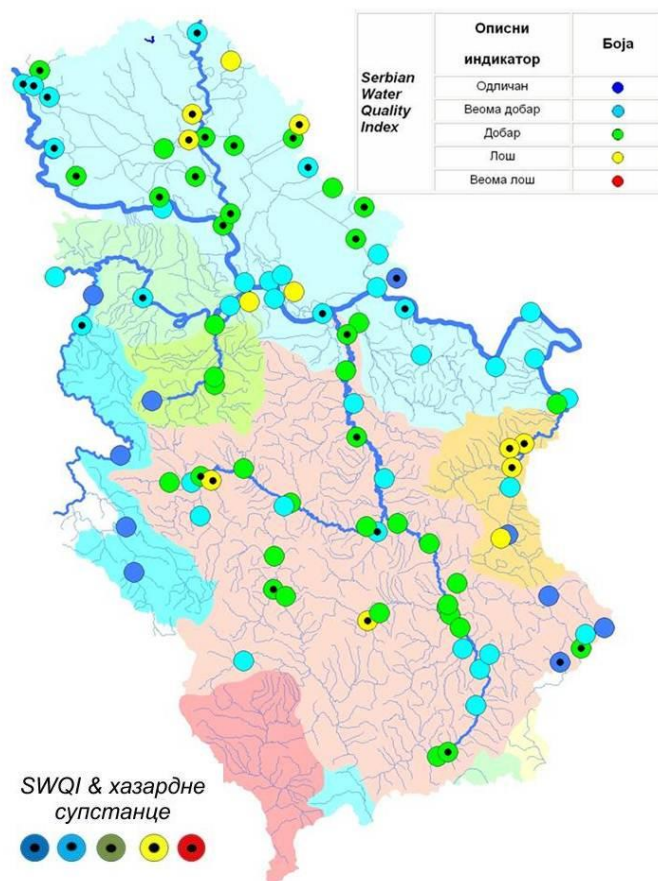 Serbian
Water
Quality
Index
Описни
индикатор
Боја
Одличан
Веома добар
Добар
Лош
Веома лош
SWQI & хазардне
супстанце